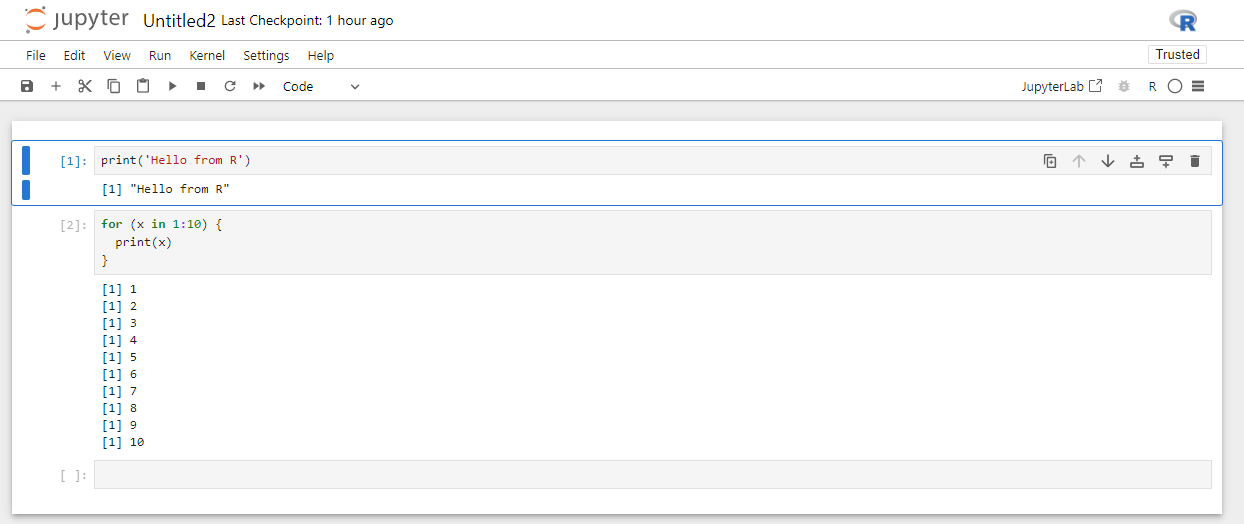 jupyter Untitled2 Last Checkpoint: 1 hour ago R
File Edit View Run Kernel Settings Help Trusted
Code JupyterLab R
[1]: print('Hello from R')
[1] "Hello from R"
[2]: for (x in 1:10) {
print(x)
}
[1] 1
[1] 2
[1] 3
[1] 4
[1] 5
[1] 6
[1] 7
[1] 8
[1] 9
[1] 10
[ ]: